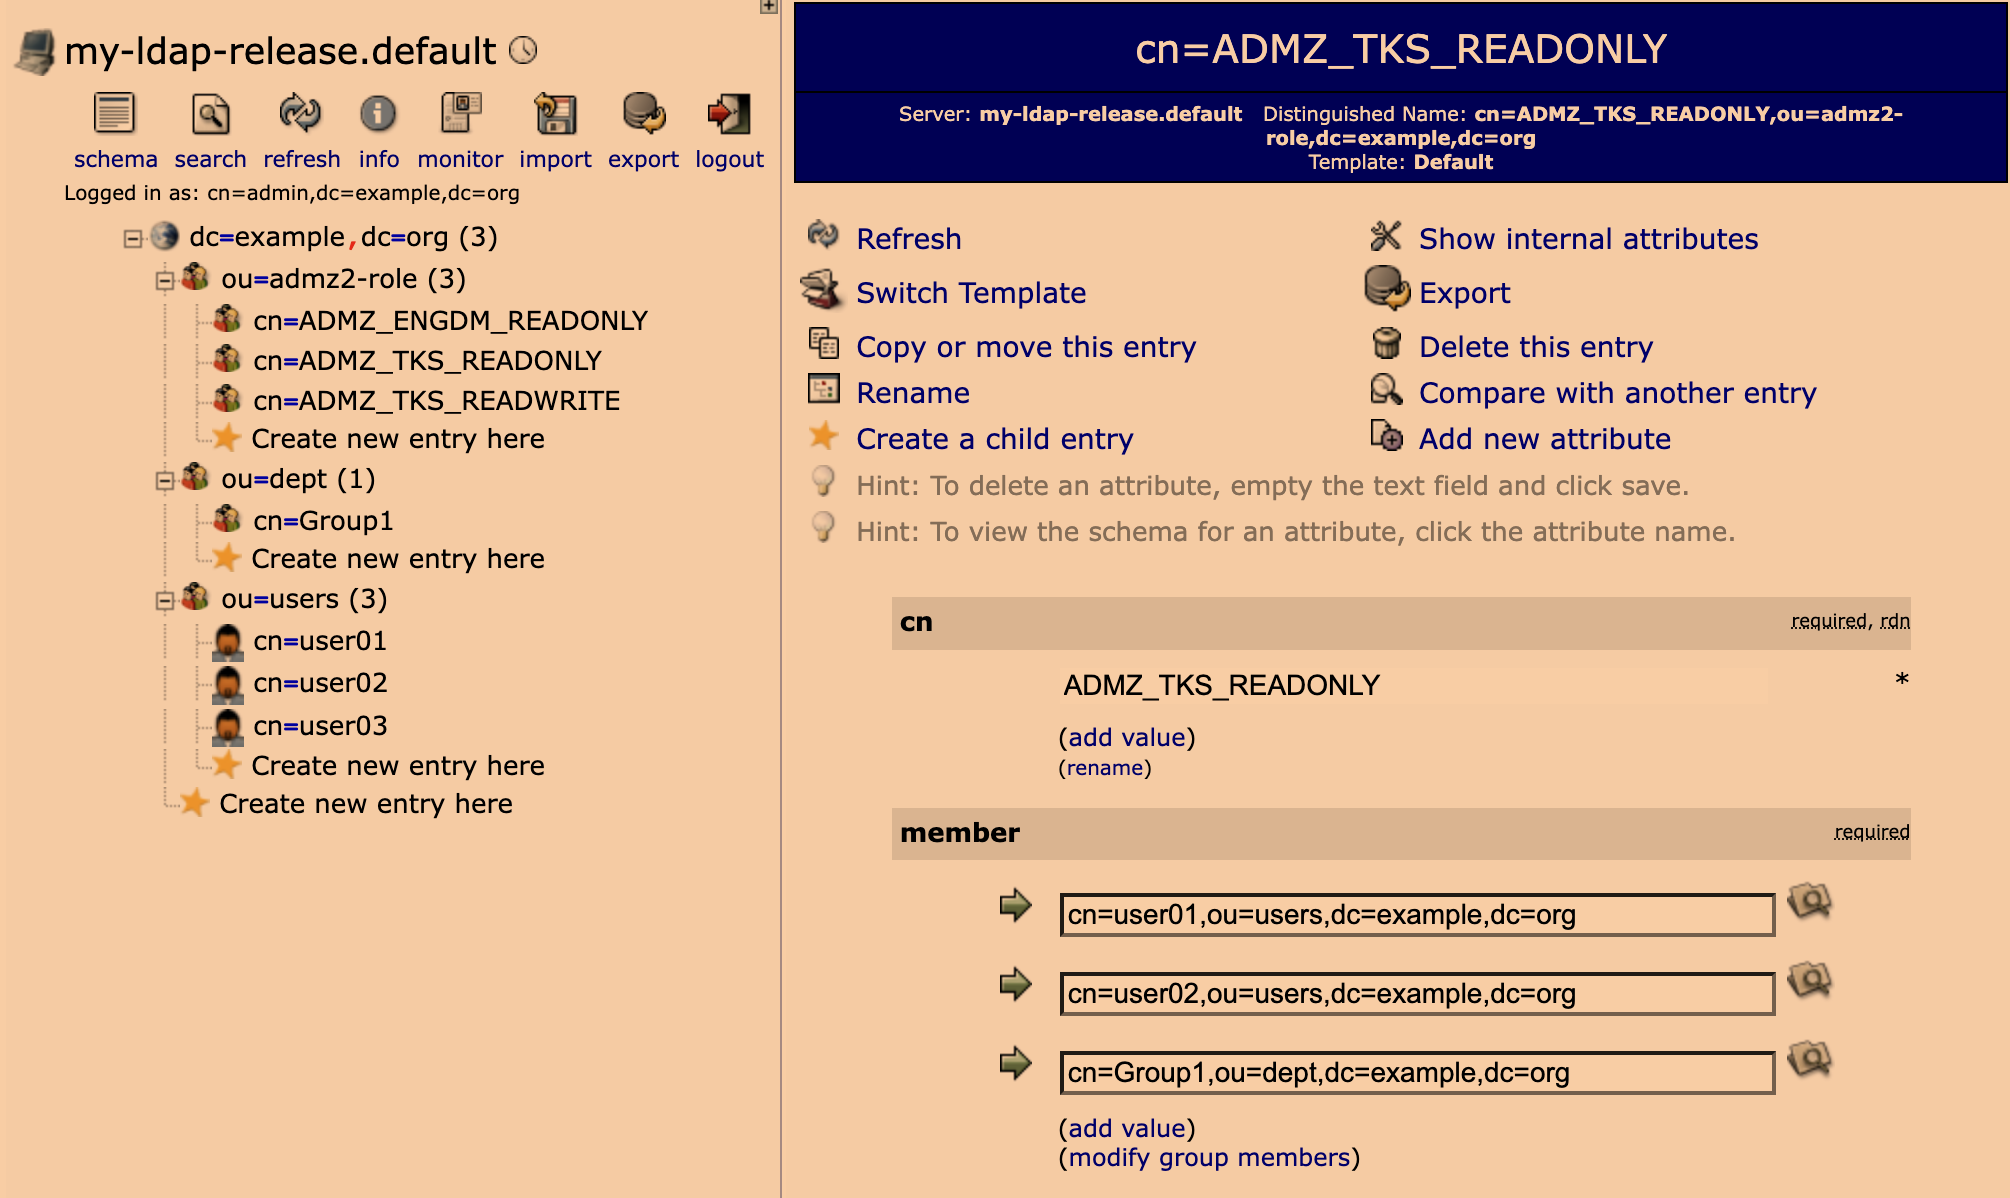 my-ldap-release.default
schema search refresh info monitor import export logout
Logged in as: cn=admin,dc=example,dc=org
dc=example,dc=org (3)
ou=admz2-role (3)
cn=ADMZ_ENGDM_READONLY
cn=ADMZ_TKS_READONLY
cn=ADMZ_TKS_READWRITE
Create new entry here
ou=dept (1)
cn=Group1
Create new entry here
ou=users (3)
cn=user01
cn=user02
cn=user03
Create new entry here
Create new entry here
cn=ADMZ_TKS_READONLY
Server: my-ldap-release.default Distinguished Name: cn=ADMZ_TKS_READONLY,ou=admz2-
role,dc=example,dc=org
Template: Default
Refresh
Show internal attributes
Switch Template
Export
Copy or move this entry
Delete this entry
Rename
Compare with another entry
Create a child entry
Add new attribute
Hint: To delete an attribute, empty the text field and click save.
Hint: To view the schema for an attribute, click the attribute name.
cn
required, rdn
ADMZ_TKS_READONLY
*
(add value)
(rename)
member
required
cn=user01,ou=users,dc=example,dc=org
cn=user02,ou=users,dc=example,dc=org
cn=Group1,ou=dept,dc=example,dc=org
(add value)
(modify group members)